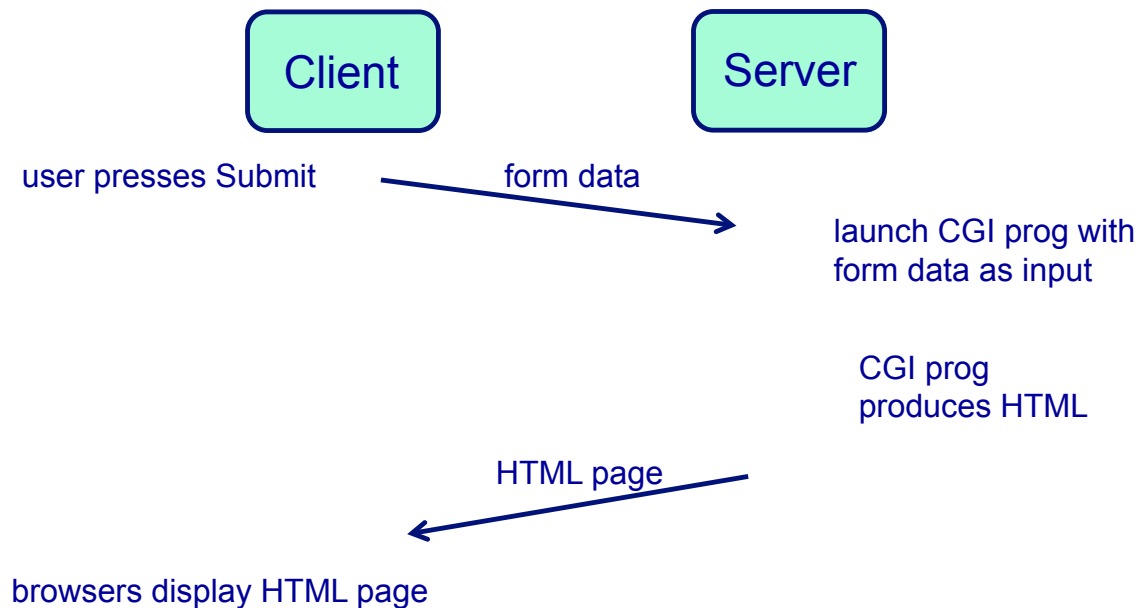 Client
Server
user presses Submit
form data
launch CGI prog with
form data as input
CGI prog
produces HTML
HTML page
browsers display HTML page